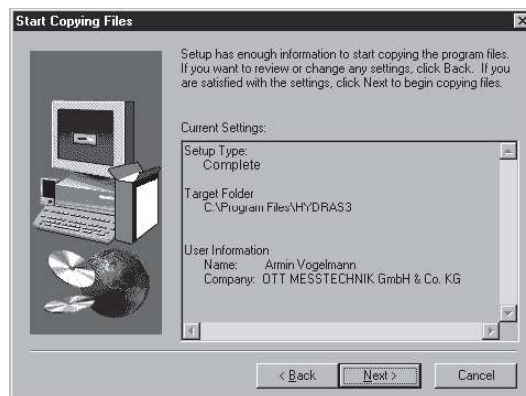 Start Copying Files
Setup has enough information to start copying the program files.
If you want to review or change any settings, click Back. If you
are satisfied with the settings, click Next to begin copying files.
Current Settings:
Setup Type:
Complete
Target Folder
C:\Program Files\HYDRAS3
User Information
Name: Armin Vogelmann
Company: OTT MESSTECHNIK GmbH & Co. KG
< Back
Next >
Cancel